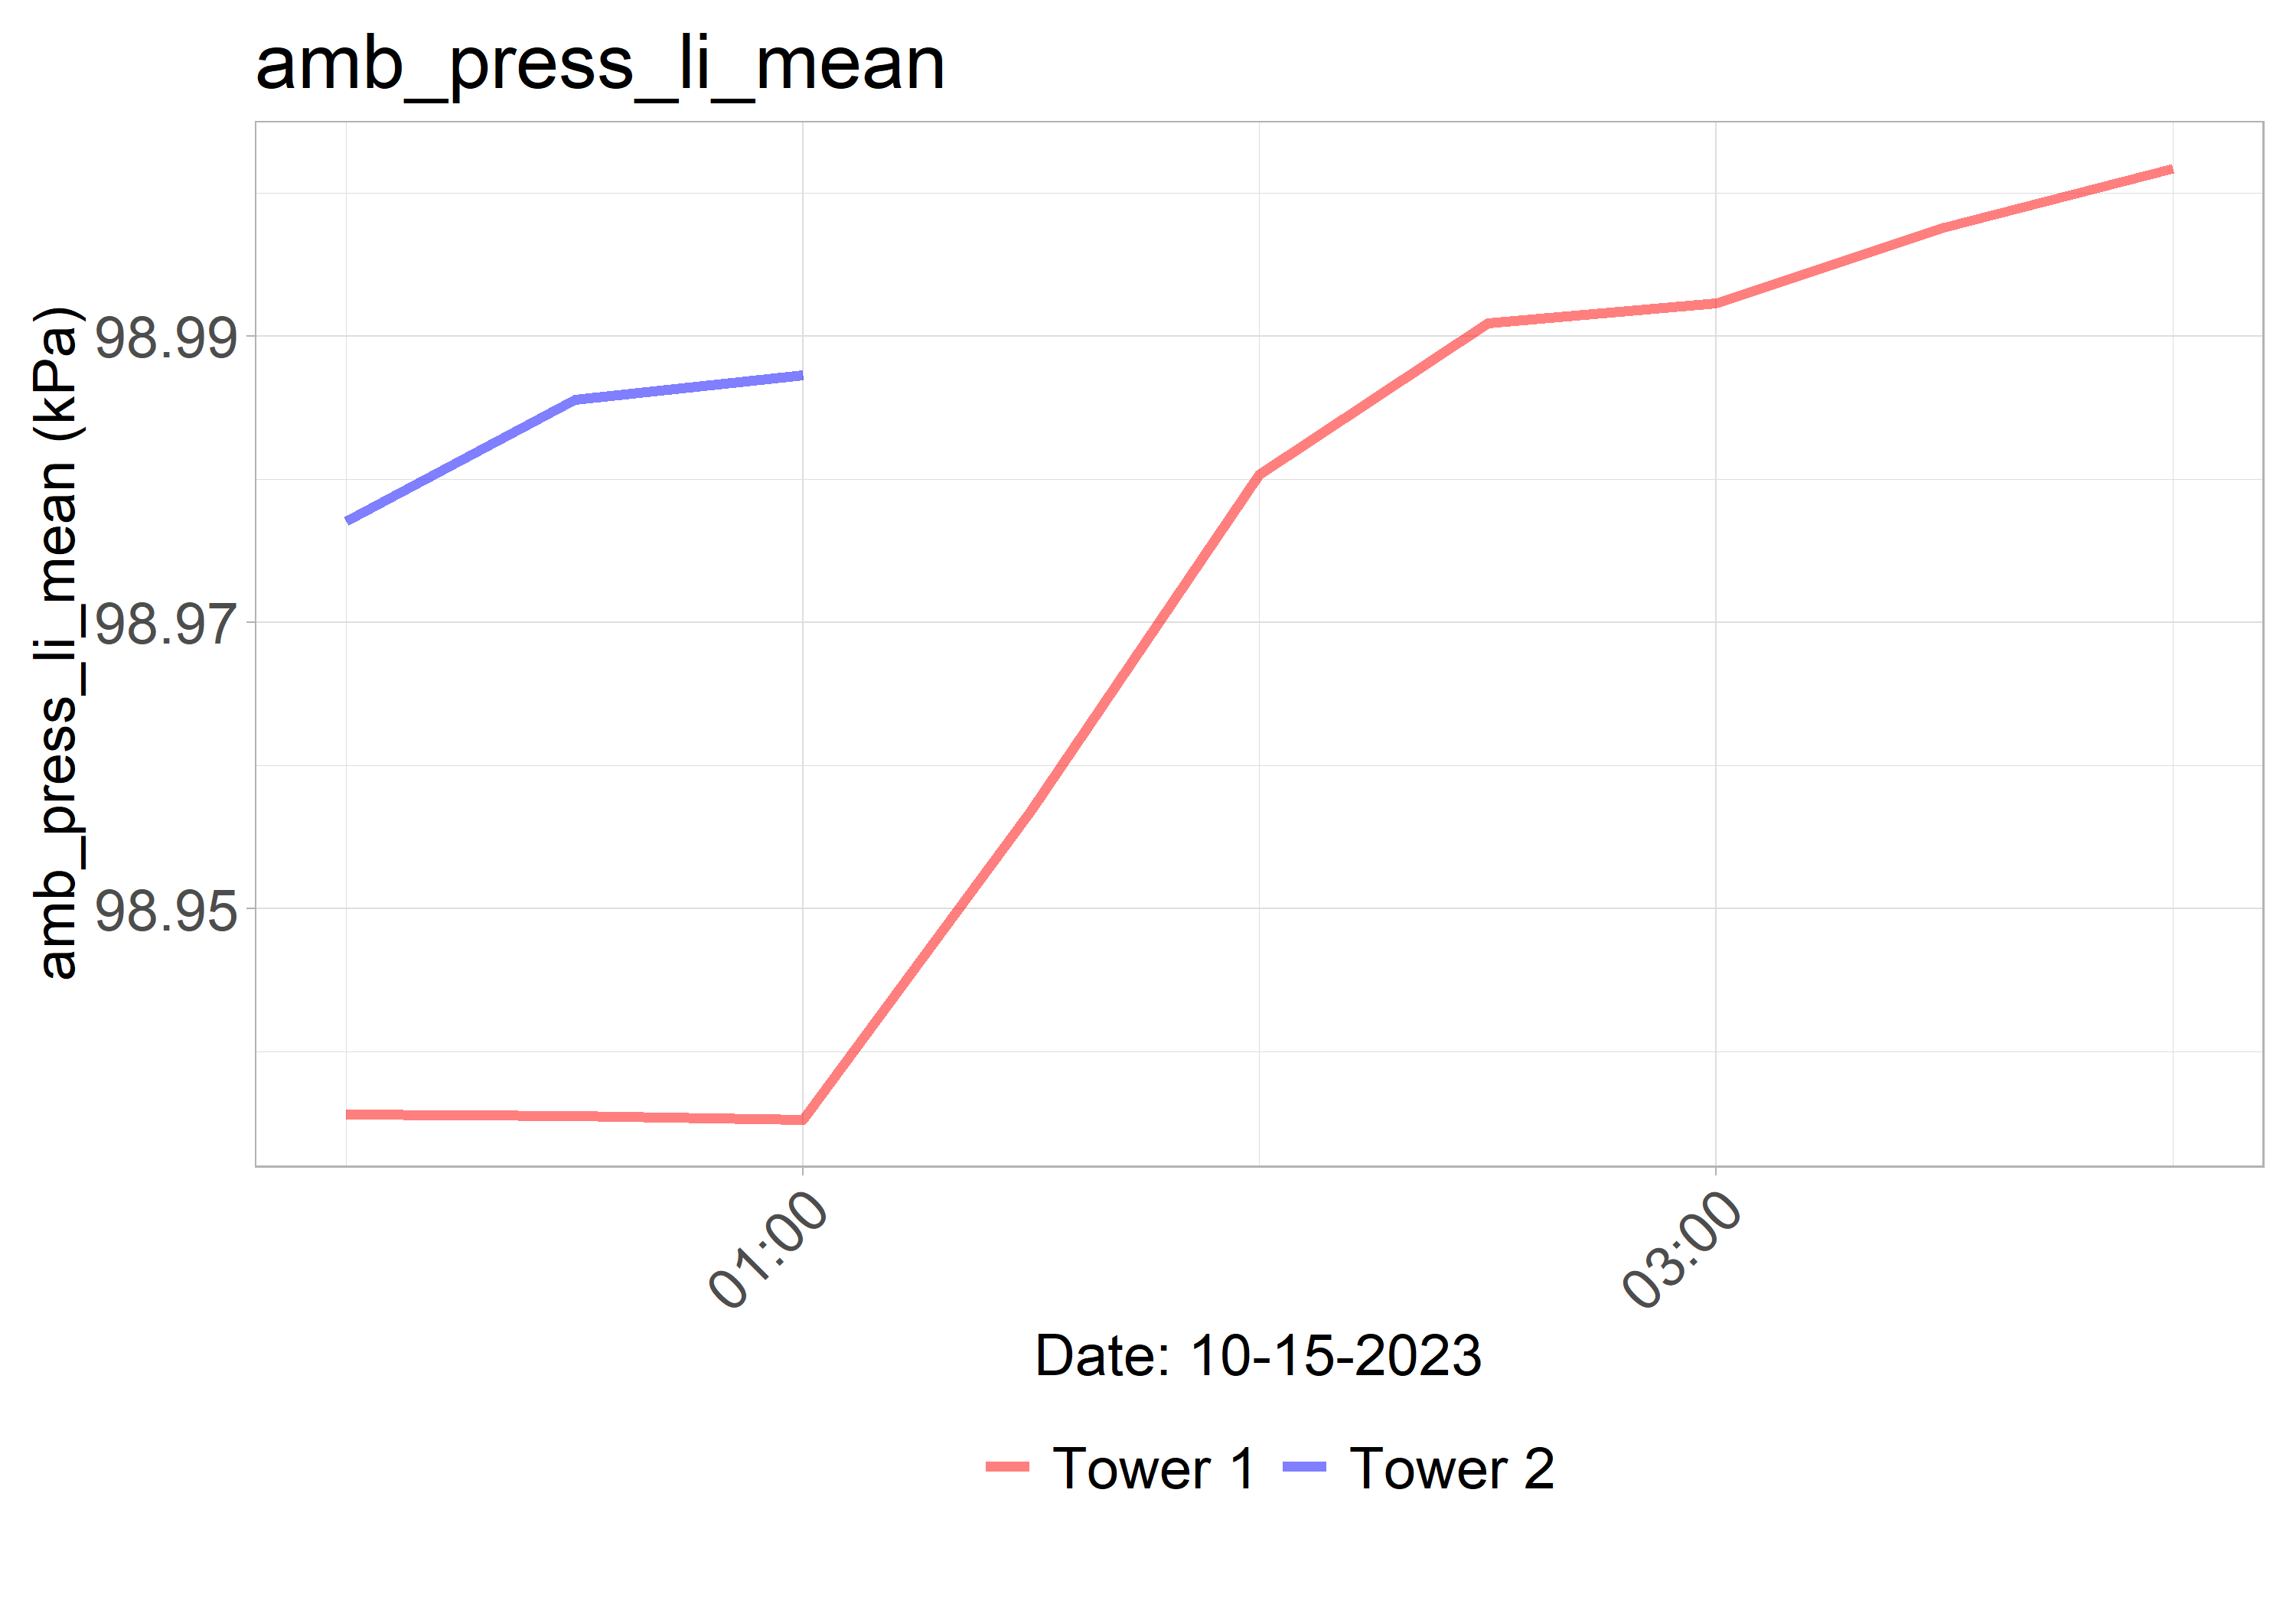 amb_press_li_mean
amb_press_li_mean (kPa)
98.99
98.97
98.95
01:00
03:00
Date: 10-15-2023
Tower 1
Tower 2